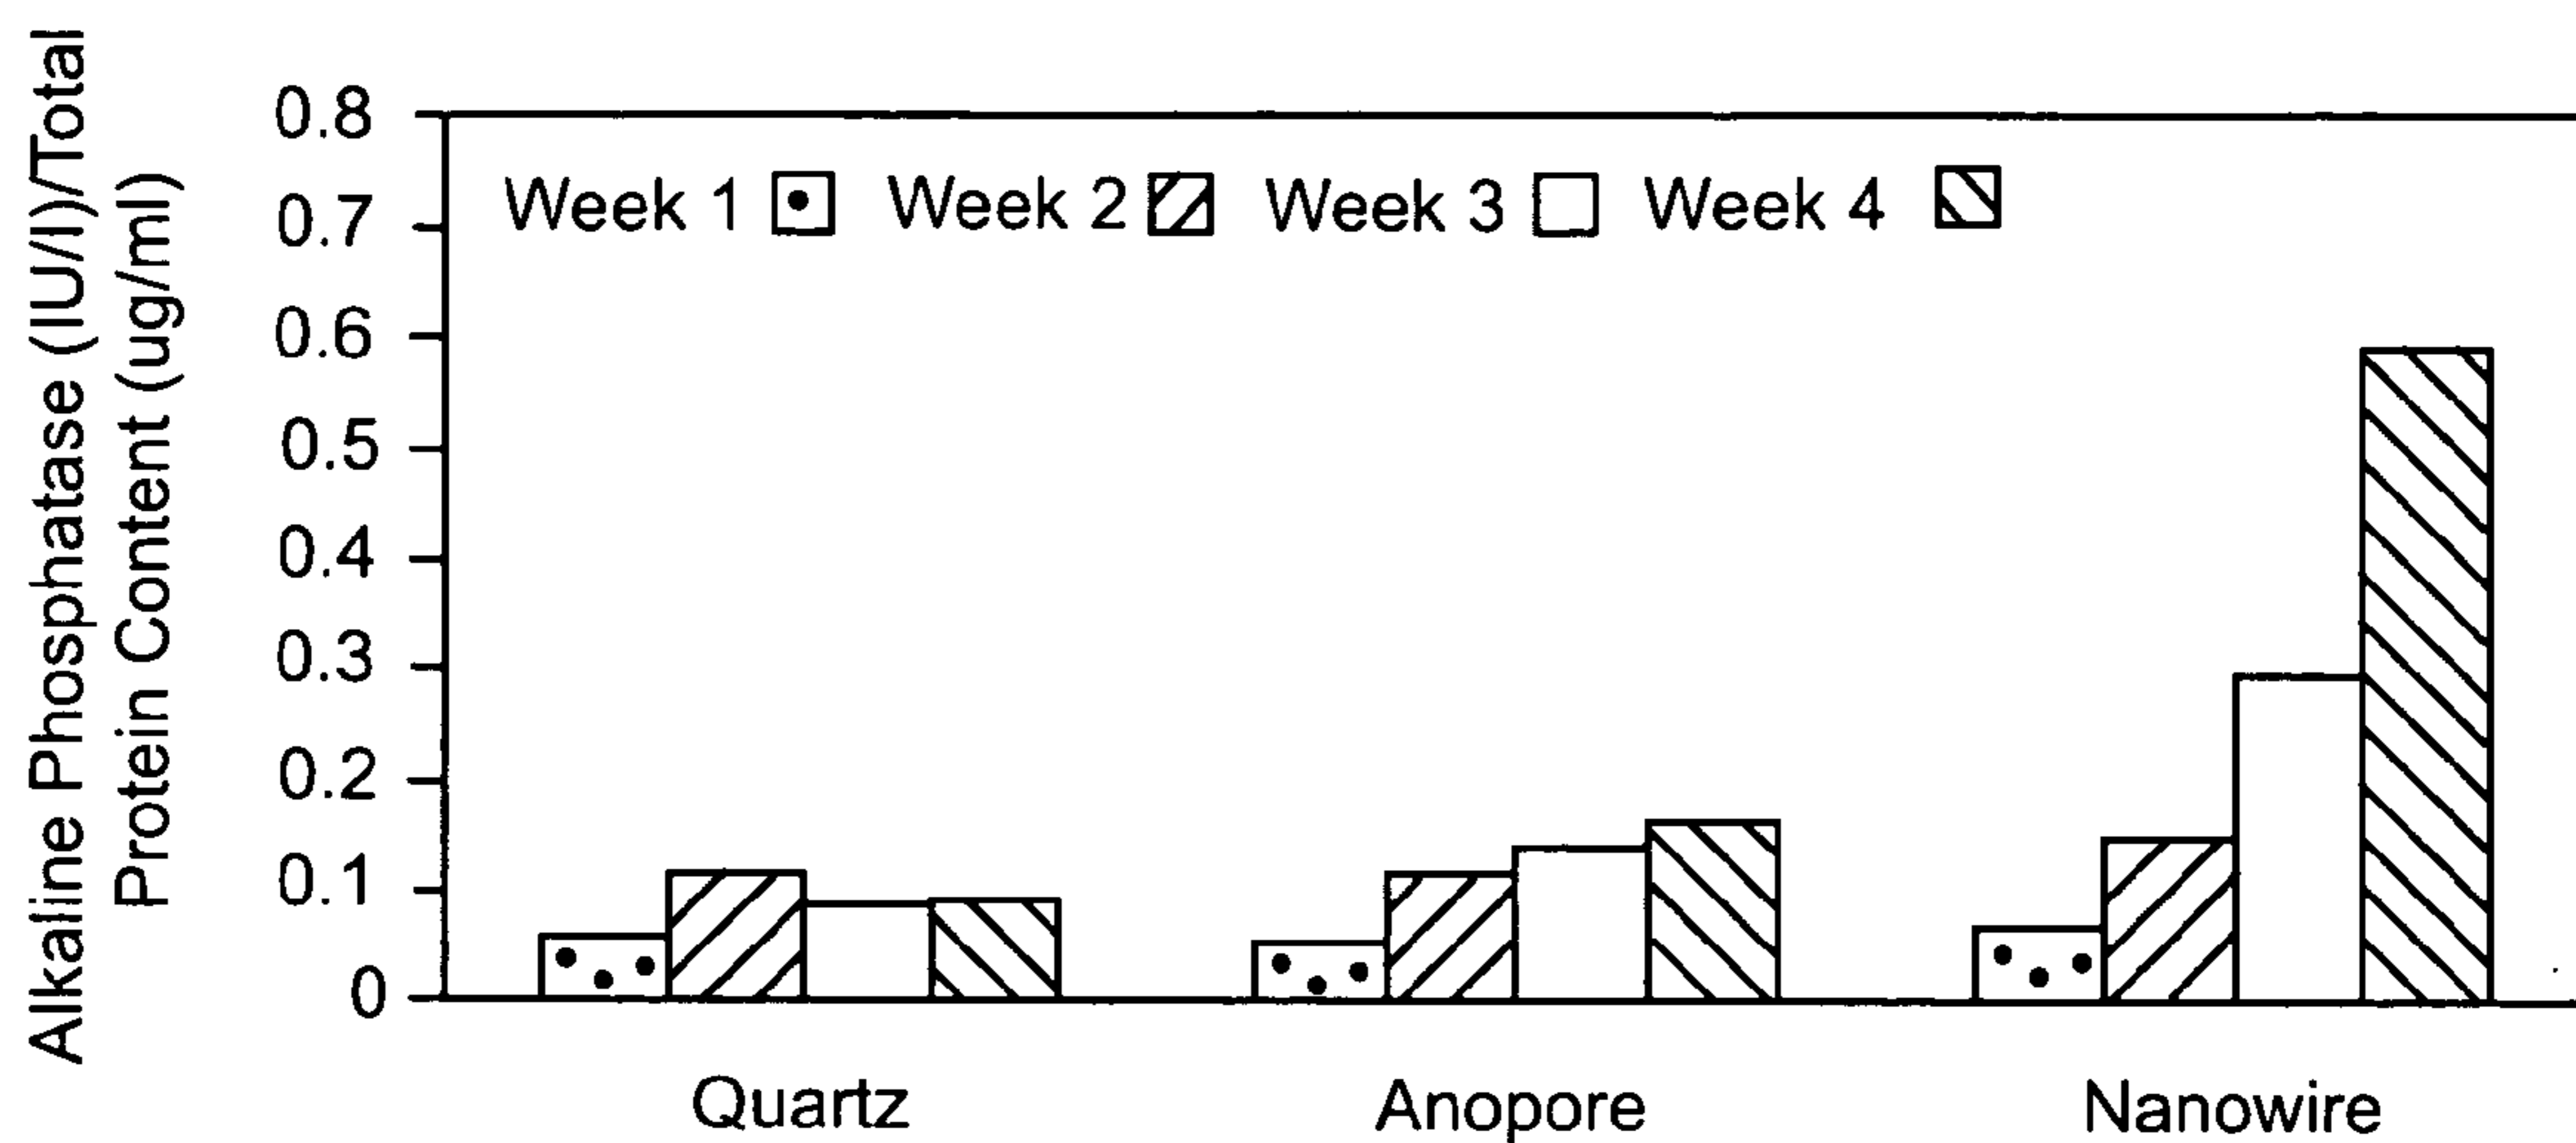 Alkaline Phosphatase (IU/l)/Total
Protein Content (ug/ml)
0.8
0.7
0.6
0.5
0.4
0.3
0.2
0.1
0
Week 1 Week 2 Week 3 Week 4
Quartz Anopore Nanowire